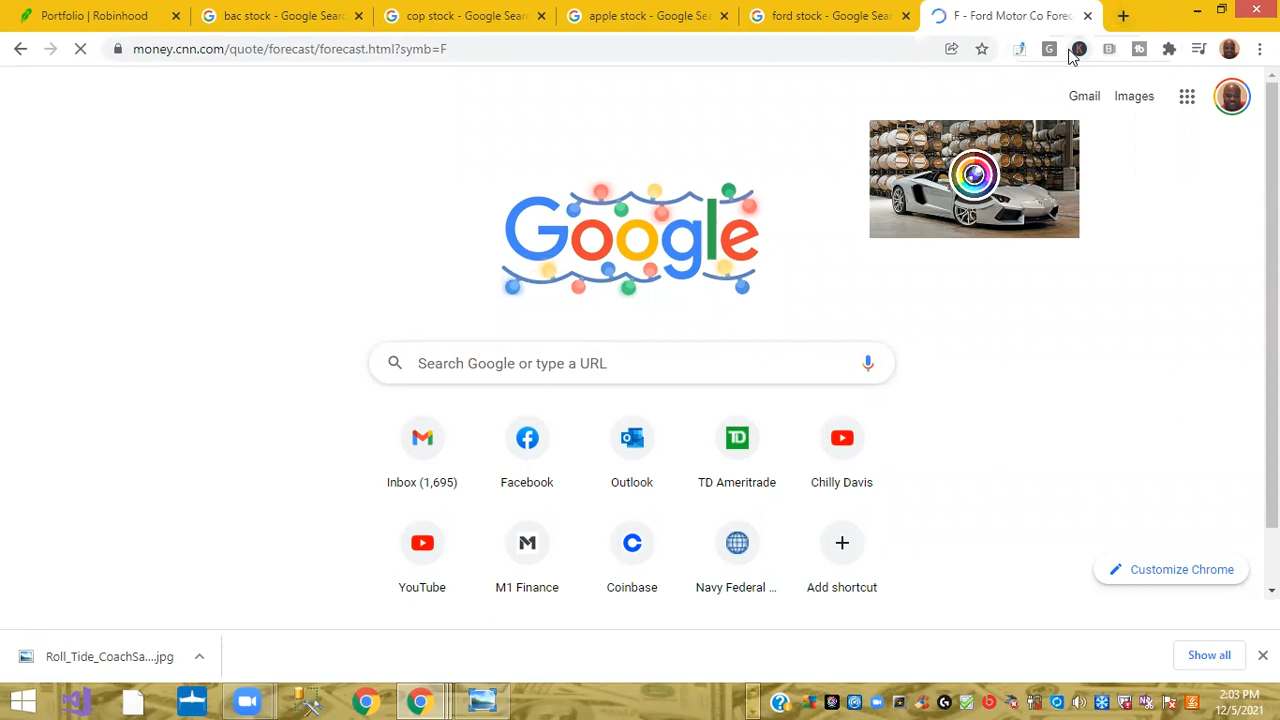 Portfolio | Robinhood
bac stock - Google Search
cop stock - Google Sear
apple stock - Google Se
ford stock - Google Sear
F - Ford Motor Co Forec
money.cnn.com/quote/forecast/forecast.html?symb=F
Gmail Images
Google
Search Google or type a URL
Inbox (1,695) Facebook Outlook TD Ameritrade Chilly Davis
YouTube M1 Finance Coinbase Navy Federal ... Add shortcut
Customize Chrome
Roll_Tide_CoachSa....jpg
Show all
2:03 PM
12/5/2021